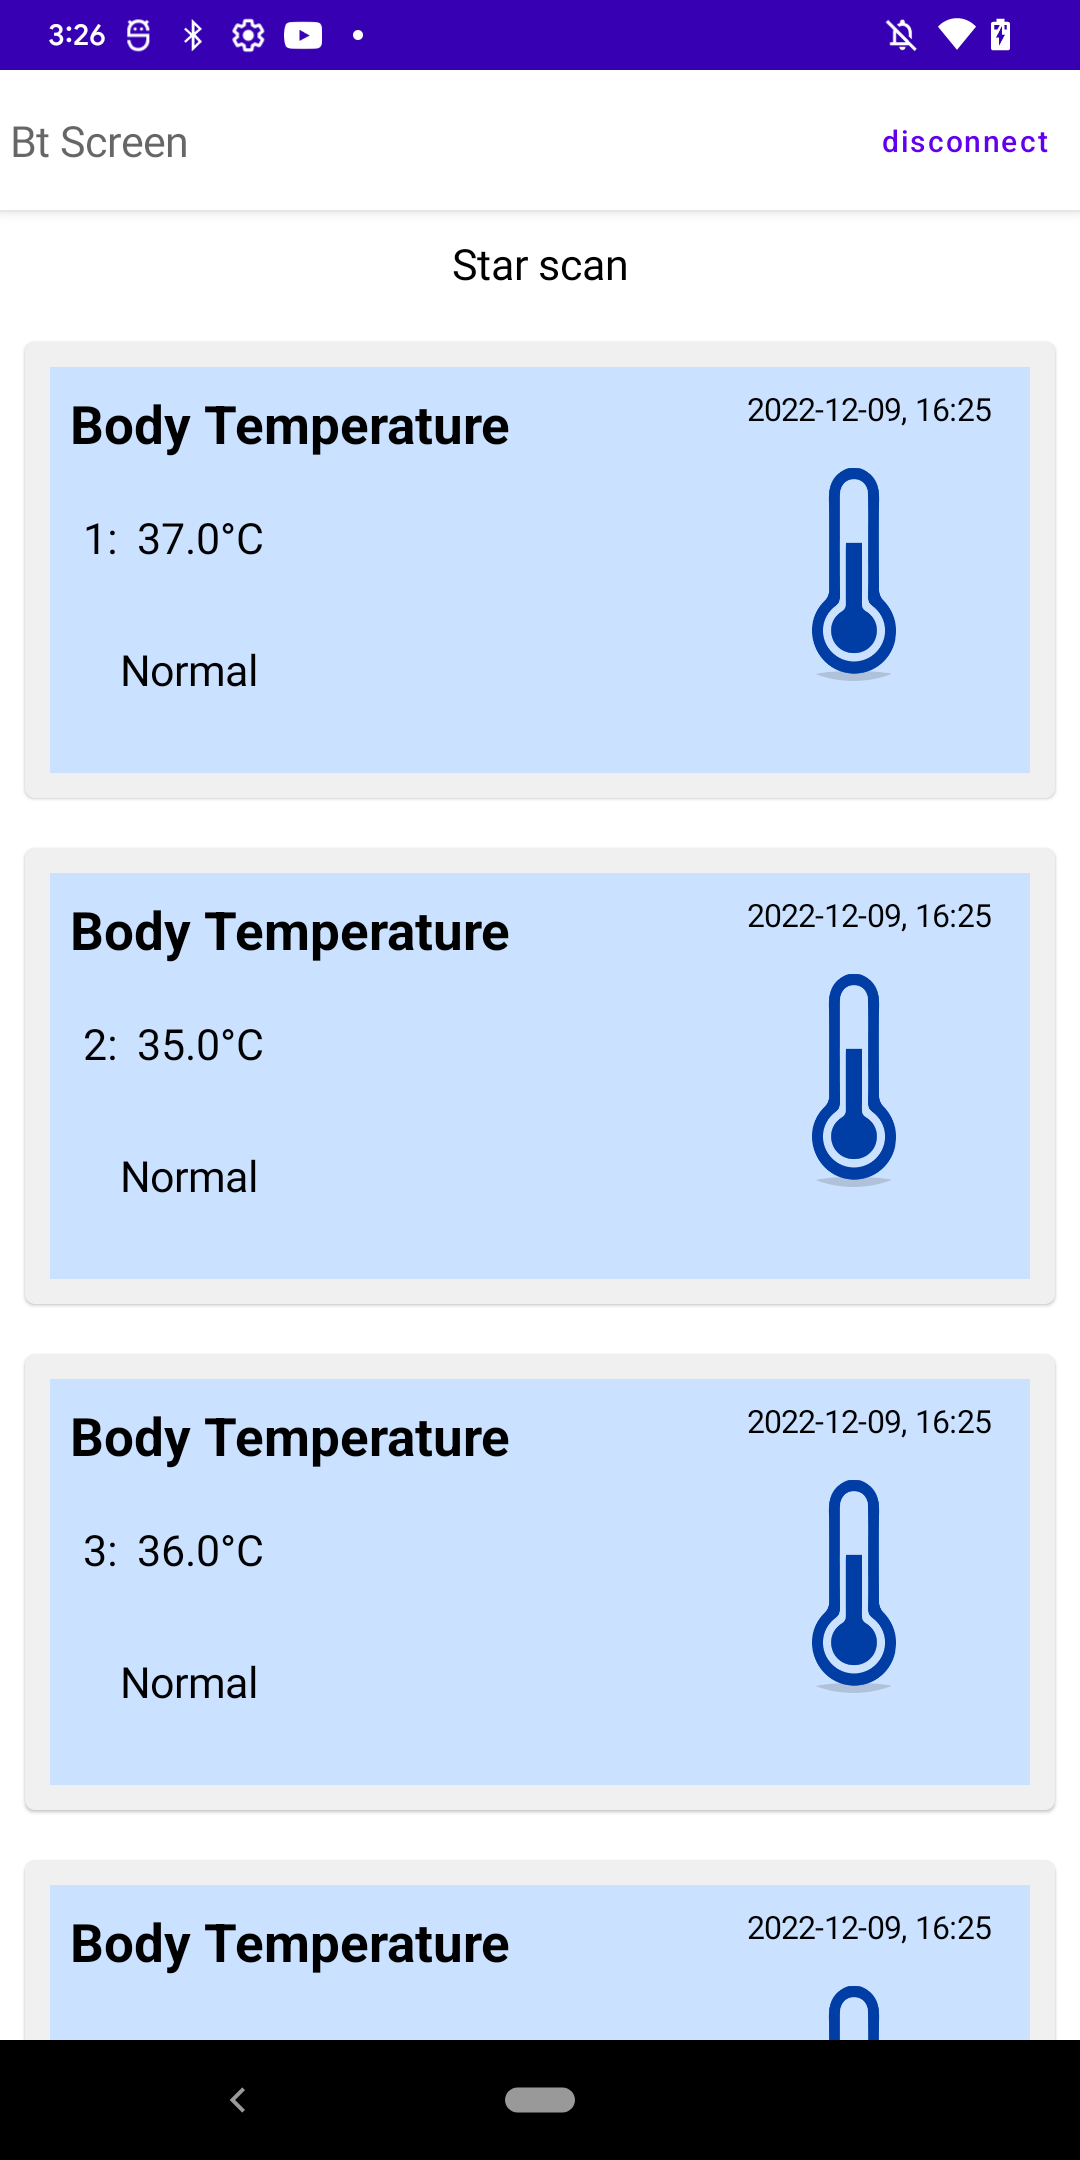 3:26
Bt Screen
disconnect
Star scan
Body Temperature
2022-12-09, 16:25
1: 37.0°C
Normal
Body Temperature
2022-12-09, 16:25
2: 35.0°C
Normal
Body Temperature
2022-12-09, 16:25
3: 36.0°C
Normal
Body Temperature
2022-12-09, 16:25